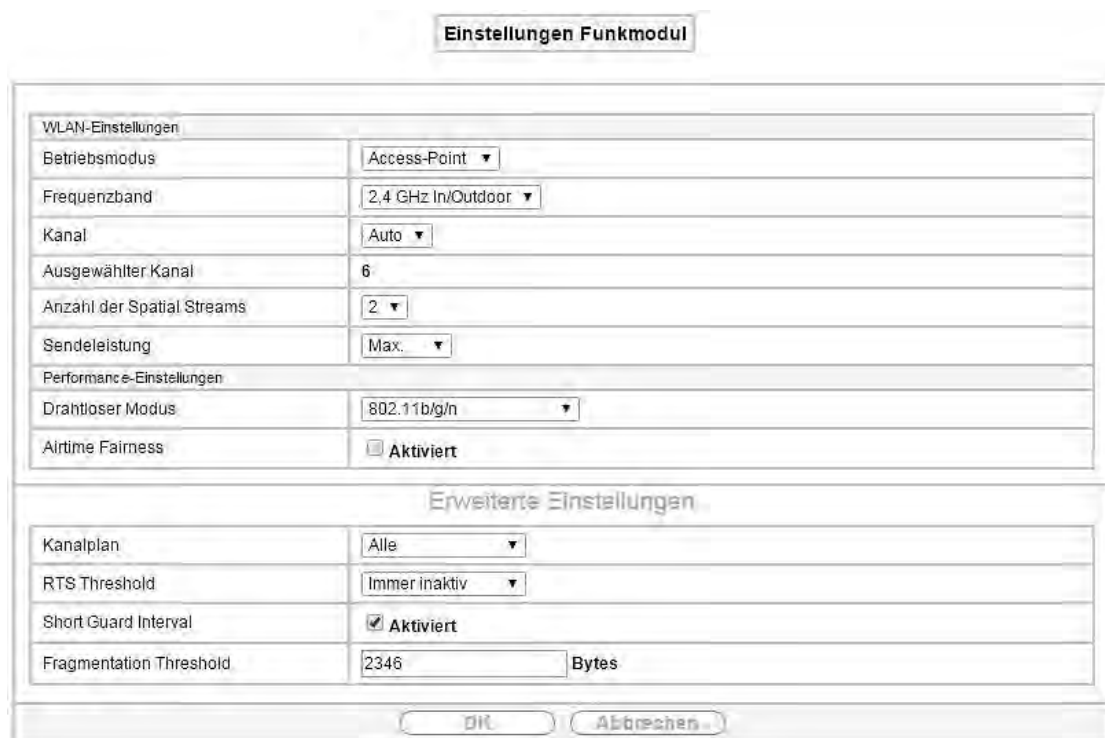 Einstellungen Funkmodul
WLAN-Einstellungen
Betriebsmodus Access-Point
Frequenzband 2,4 GHz In/Outdoor
Kanal Auto
Ausgewählter Kanal 6
Anzahl der Spatial Streams 2
Sendeleistung Max.
Performance-Einstellungen
Drahtloser Modus 802.11b/g/n
Airtime Fairness Aktiviert
Erweiterte Einstellungen
Kanalplan Alle
RTS Threshold Immer inaktiv
Short Guard Interval Aktiviert
Fragmentation Threshold 2346 Bytes
OK Abbrechen